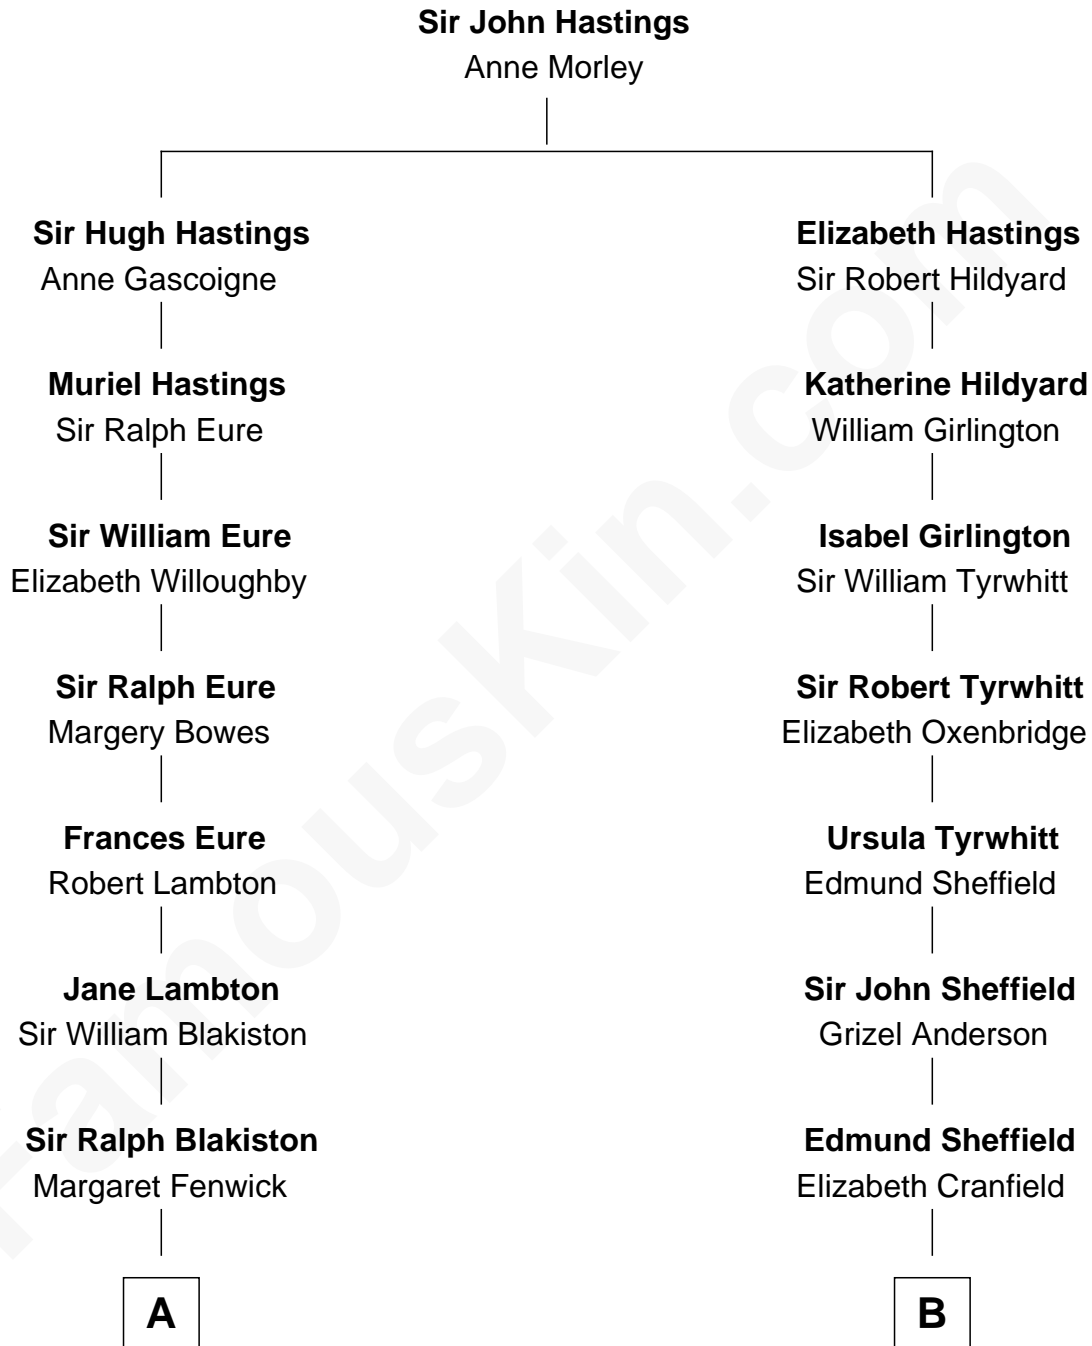 Sir John Hastings
Anne Morley
Sir Hugh Hastings
Anne Gascoigne
Muriel Hastings
Sir Ralph Eure
Sir William Eure
Elizabeth Willoughby
Sir Ralph Eure
Margery Bowes
Frances Eure
Robert Lambton
Jane Lambton
Sir William Blakiston
Sir Ralph Blakiston
Margaret Fenwick
A
Elizabeth Hastings
Sir Robert Hildyard
Katherine Hildyard
William Girlington
Isabel Girlington
Sir William Tyrwhitt
Sir Robert Tyrwhitt
Elizabeth Oxenbridge
Ursula Tyrwhitt
Edmund Sheffield
Sir John Sheffield
Grizel Anderson
Edmund Sheffield
Elizabeth Cranfield
B
FamousKin.com